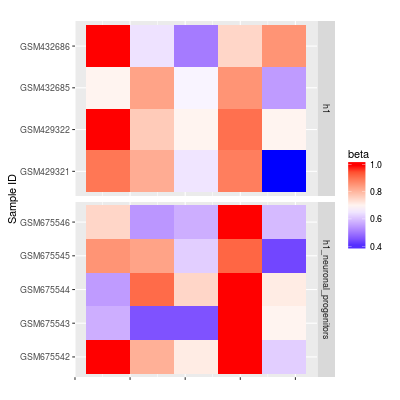 GSM432686
GSM432685
GSM429322
GSM429321
h1
GSM675546
GSM675545
GSM675544
GSM675543
GSM675542
h1_neuronal_progenitors
Sample ID
beta
1.0
0.8
0.6
0.4